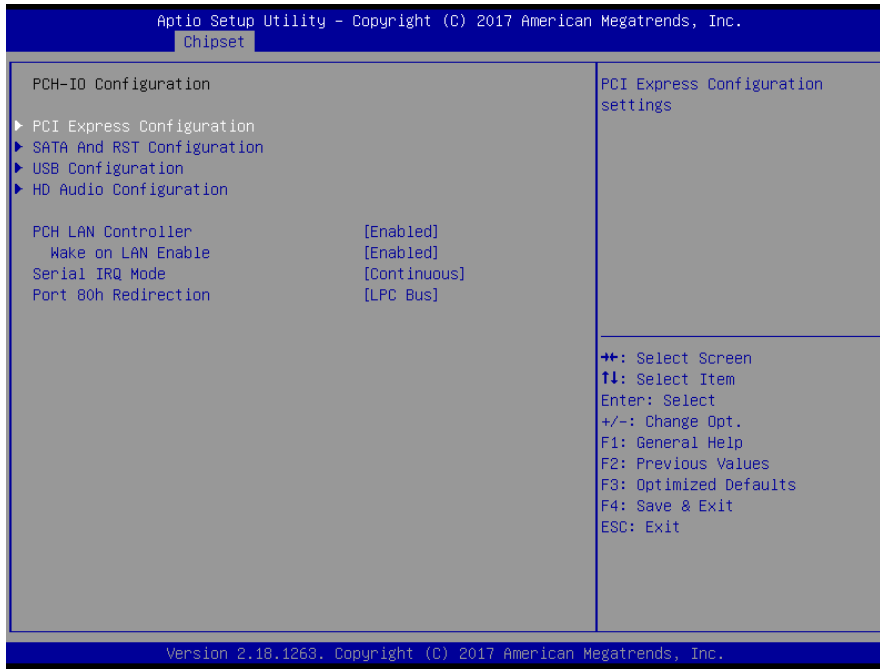 Aptio Setup Utility – Copyright (C) 2017 American Megatrends, Inc.
Chipset
PCH-IO Configuration
PCI Express Configuration
SATA And RST Configuration
USB Configuration
HD Audio Configuration
PCH LAN Controller [Enabled]
Wake on LAN Enable [Enabled]
Serial IRQ Mode [Continuous]
Port 80h Redirection [LPC Bus]
PCI Express Configuration
settings
→←: Select Screen
↑↓: Select Item
Enter: Select
+/-: Change Opt.
F1: General Help
F2: Previous Values
F3: Optimized Defaults
F4: Save & Exit
ESC: Exit
Version 2.18.1263. Copyright (C) 2017 American Megatrends, Inc.